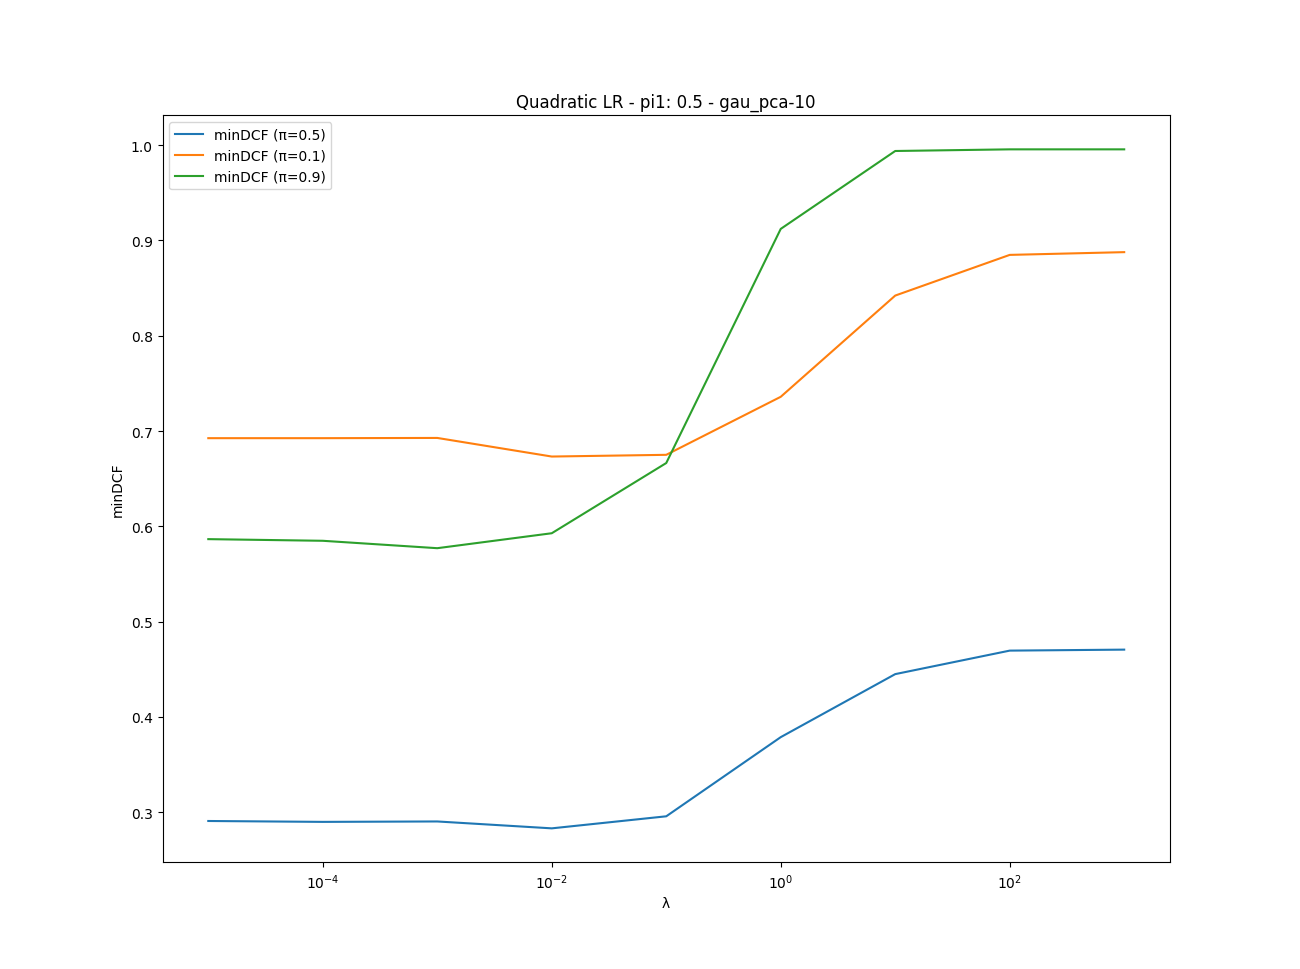 Quadratic LR - pi1: 0.5 - gau_pca-10
minDCF (π=0.5)
minDCF (π=0.1)
minDCF (π=0.9)
1.0
0.9
0.8
0.7
0.6
0.5
0.4
0.3
minDCF
10⁻⁴
10⁻²
10⁰
10²
λ